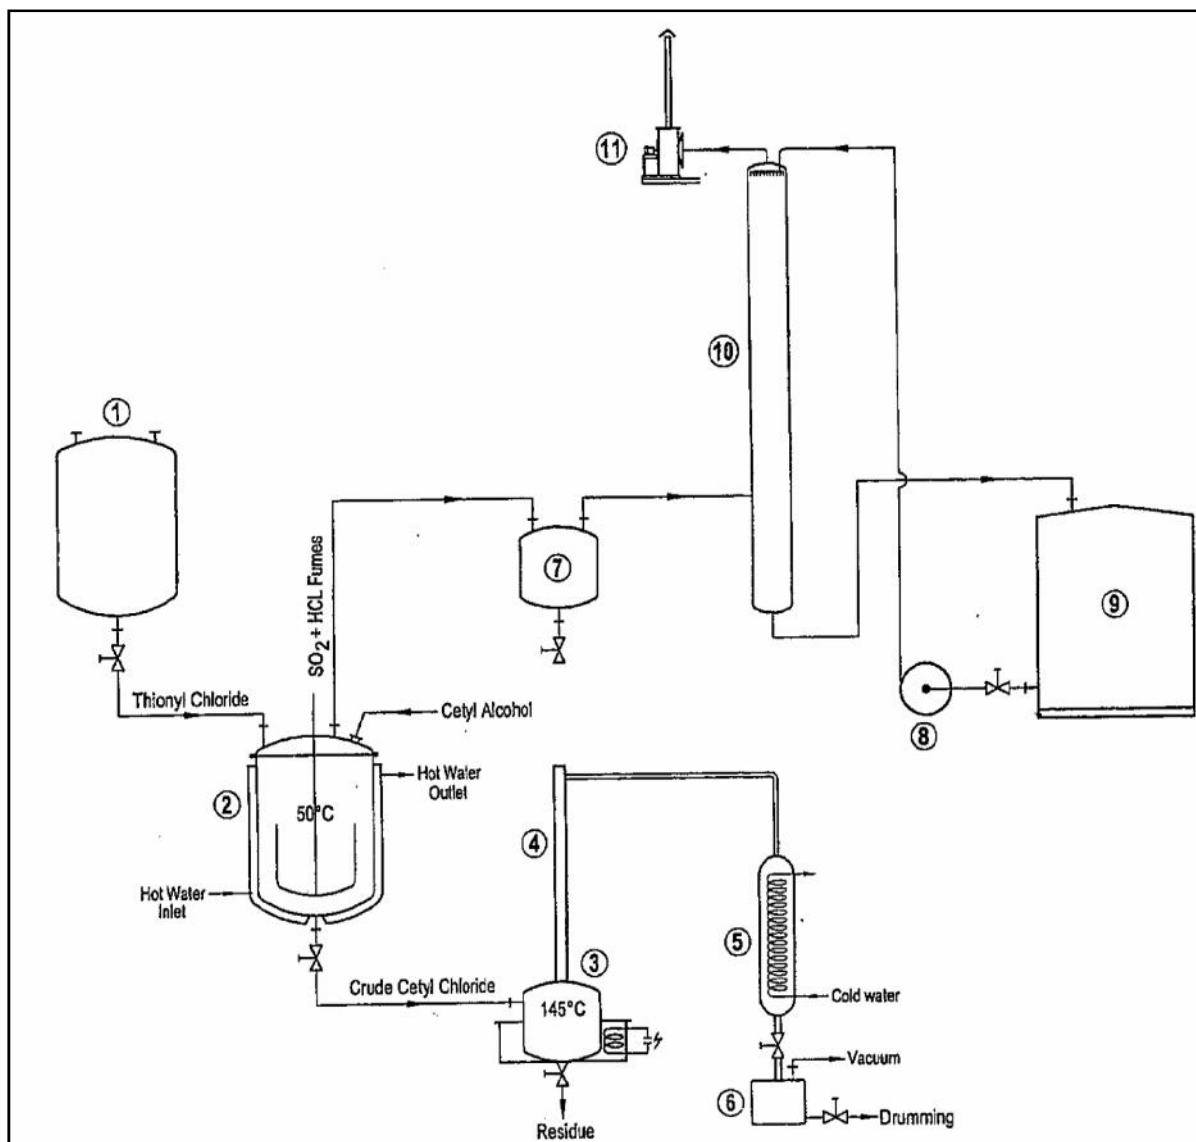 11
10
1
SO2 + HCL Fumes
7
9
Thionyl Chloride
Cetyl Alcohol
8
Hot Water
Outlet
2
50°C
4
Hot Water
Inlet
5
3
Crude Cetyl Chloride
145°C
Cold water
Vacuum
6
Drumming
Residue